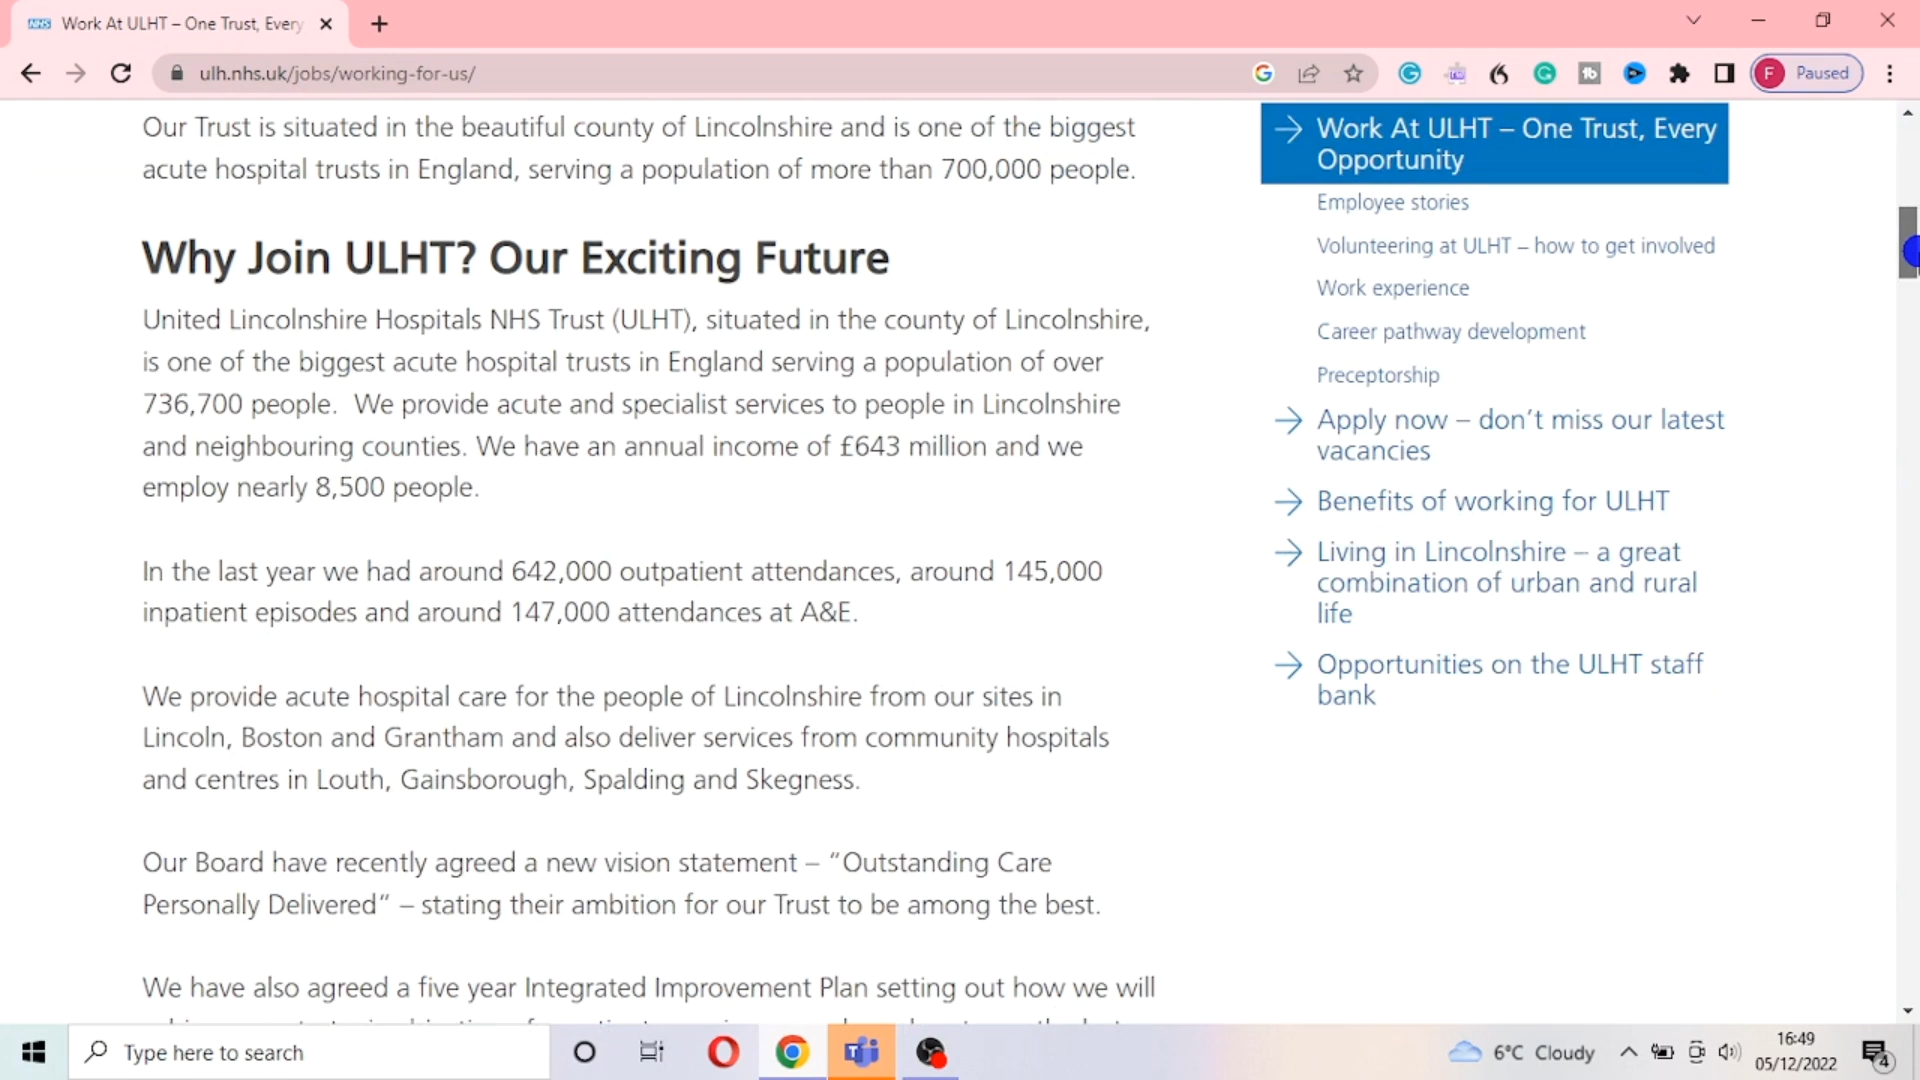 NHS Work At ULHT – One Trust, Every
ulh.nhs.uk/jobs/working-for-us/
F Paused
Our Trust is situated in the beautiful county of Lincolnshire and is one of the biggest
acute hospital trusts in England, serving a population of more than 700,000 people.
Why Join ULHT? Our Exciting Future
United Lincolnshire Hospitals NHS Trust (ULHT), situated in the county of Lincolnshire,
is one of the biggest acute hospital trusts in England serving a population of over
736,700 people. We provide acute and specialist services to people in Lincolnshire
and neighbouring counties. We have an annual income of £643 million and we
employ nearly 8,500 people.
In the last year we had around 642,000 outpatient attendances, around 145,000
inpatient episodes and around 147,000 attendances at A&E.
We provide acute hospital care for the people of Lincolnshire from our sites in
Lincoln, Boston and Grantham and also deliver services from community hospitals
and centres in Louth, Gainsborough, Spalding and Skegness.
Our Board have recently agreed a new vision statement – “Outstanding Care
Personally Delivered” – stating their ambition for our Trust to be among the best.
We have also agreed a five year Integrated Improvement Plan setting out how we will
Work At ULHT – One Trust, Every
Opportunity
Employee stories
Volunteering at ULHT – how to get involved
Work experience
Career pathway development
Preceptorship
Apply now – don’t miss our latest
vacancies
Benefits of working for ULHT
Living in Lincolnshire – a great
combination of urban and rural
life
Opportunities on the ULHT staff
bank
Type here to search
6°C Cloudy
16:49
05/12/2022
4